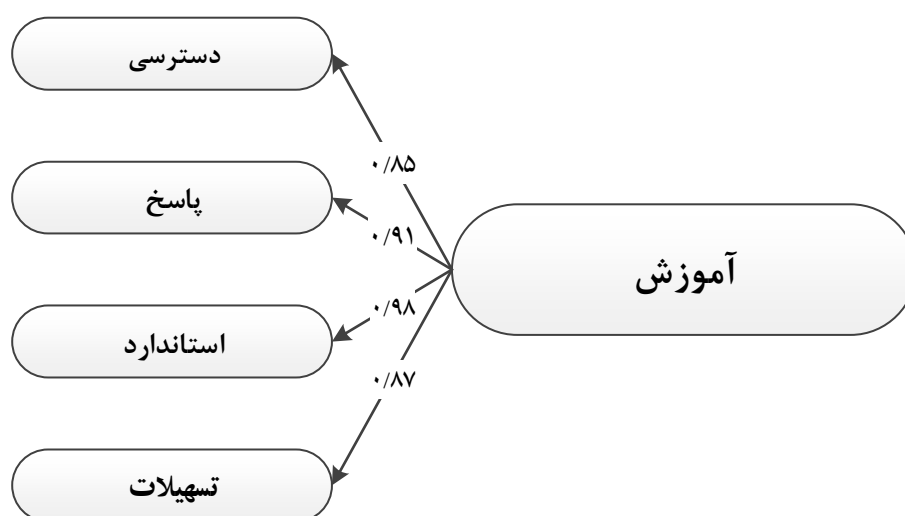 دسترسی
۰/۸۵
پاسخ
۰/۹۱
آموزش
۰/۹۸
استاندارد
۰/۸۷
تسهیلات